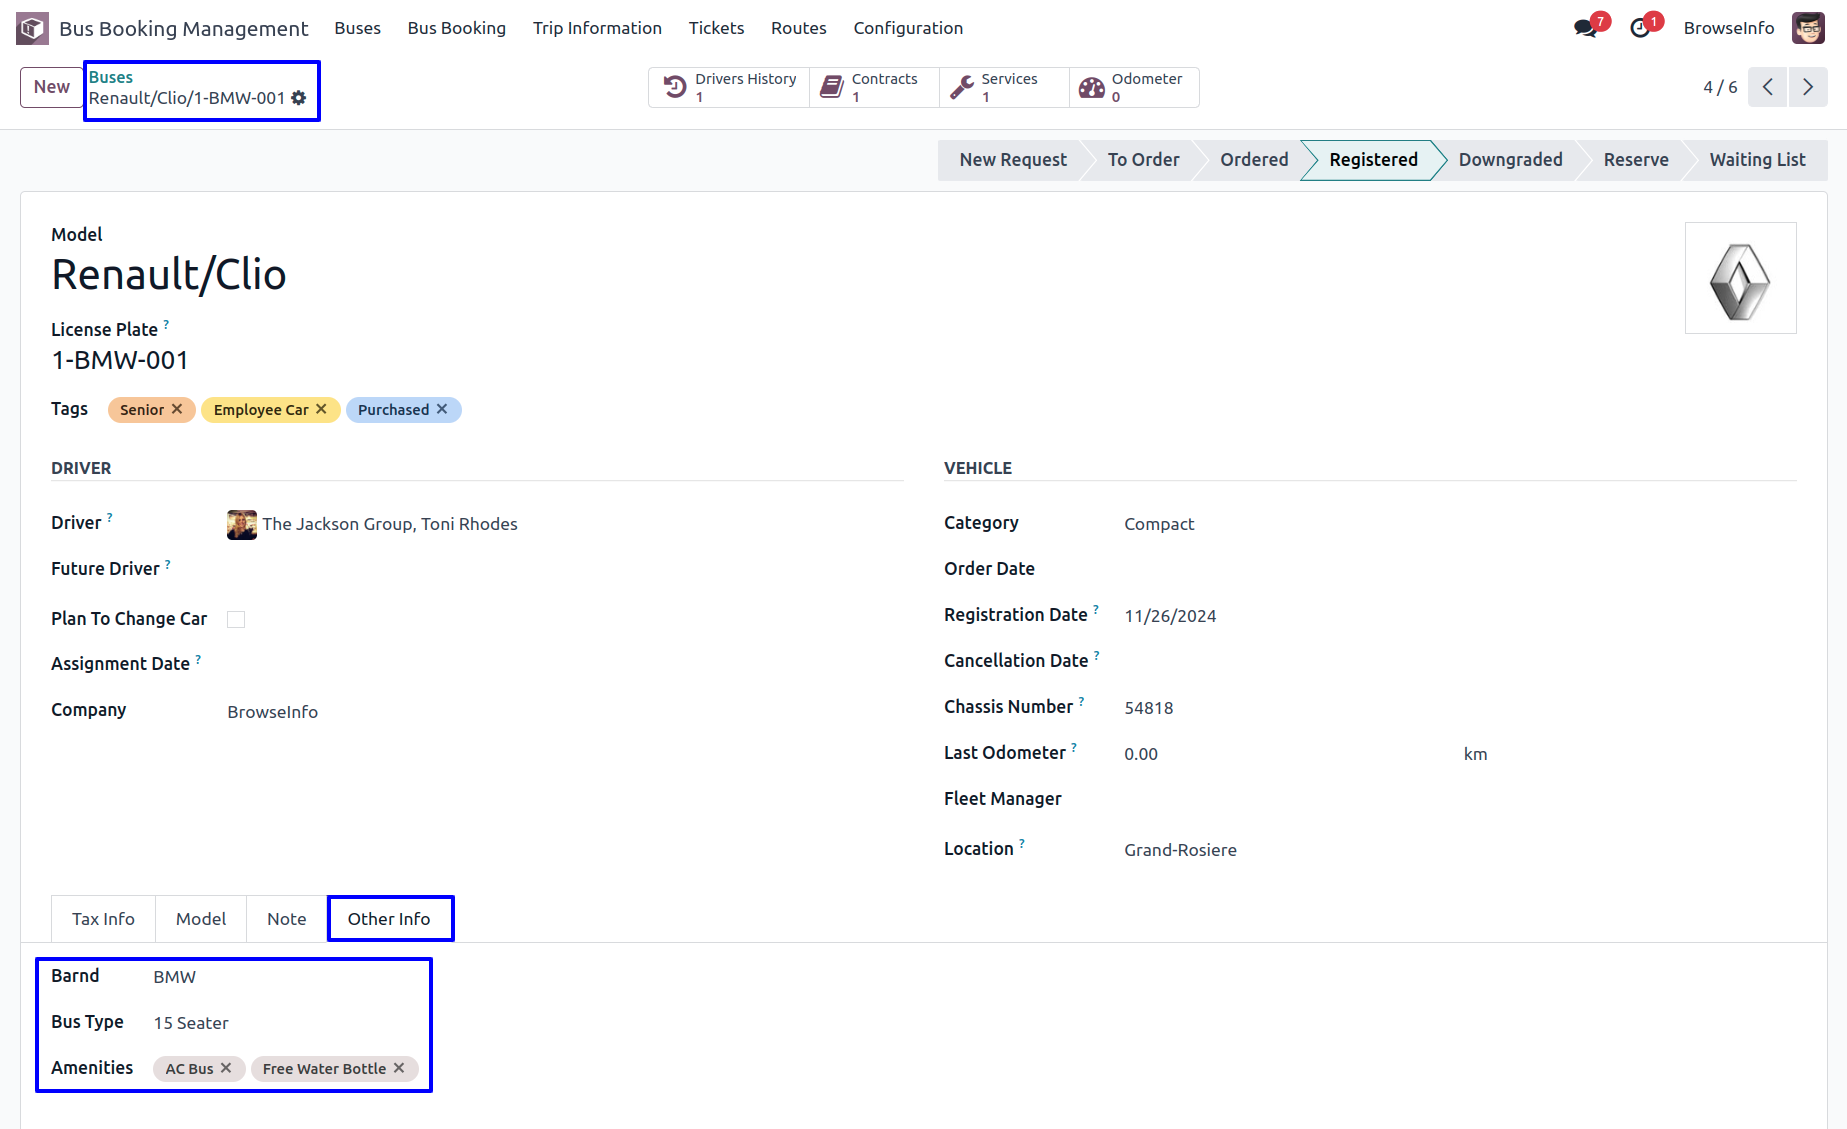 Bus Booking Management Buses Bus Booking Trip Information Tickets Routes Configuration 7 1 BrowseInfo
New Buses
Renault/Clio/1-BMW-001
Drivers History 1 Contracts 1 Services 1 Odometer 0
4 / 6
New Request To Order Ordered Registered Downgraded Reserve Waiting List
Model
Renault/Clio
License Plate ?
1-BMW-001
Tags Senior Employee Car Purchased
DRIVER
Driver ? The Jackson Group, Toni Rhodes
Future Driver ?
Plan To Change Car
Assignment Date ?
Company BrowseInfo
VEHICLE
Category Compact
Order Date
Registration Date ? 11/26/2024
Cancellation Date ?
Chassis Number ? 54818
Last Odometer ? 0.00 km
Fleet Manager
Location ? Grand-Rosiere
Tax Info Model Note Other Info
Barnd BMW
Bus Type 15 Seater
Amenities AC Bus Free Water Bottle